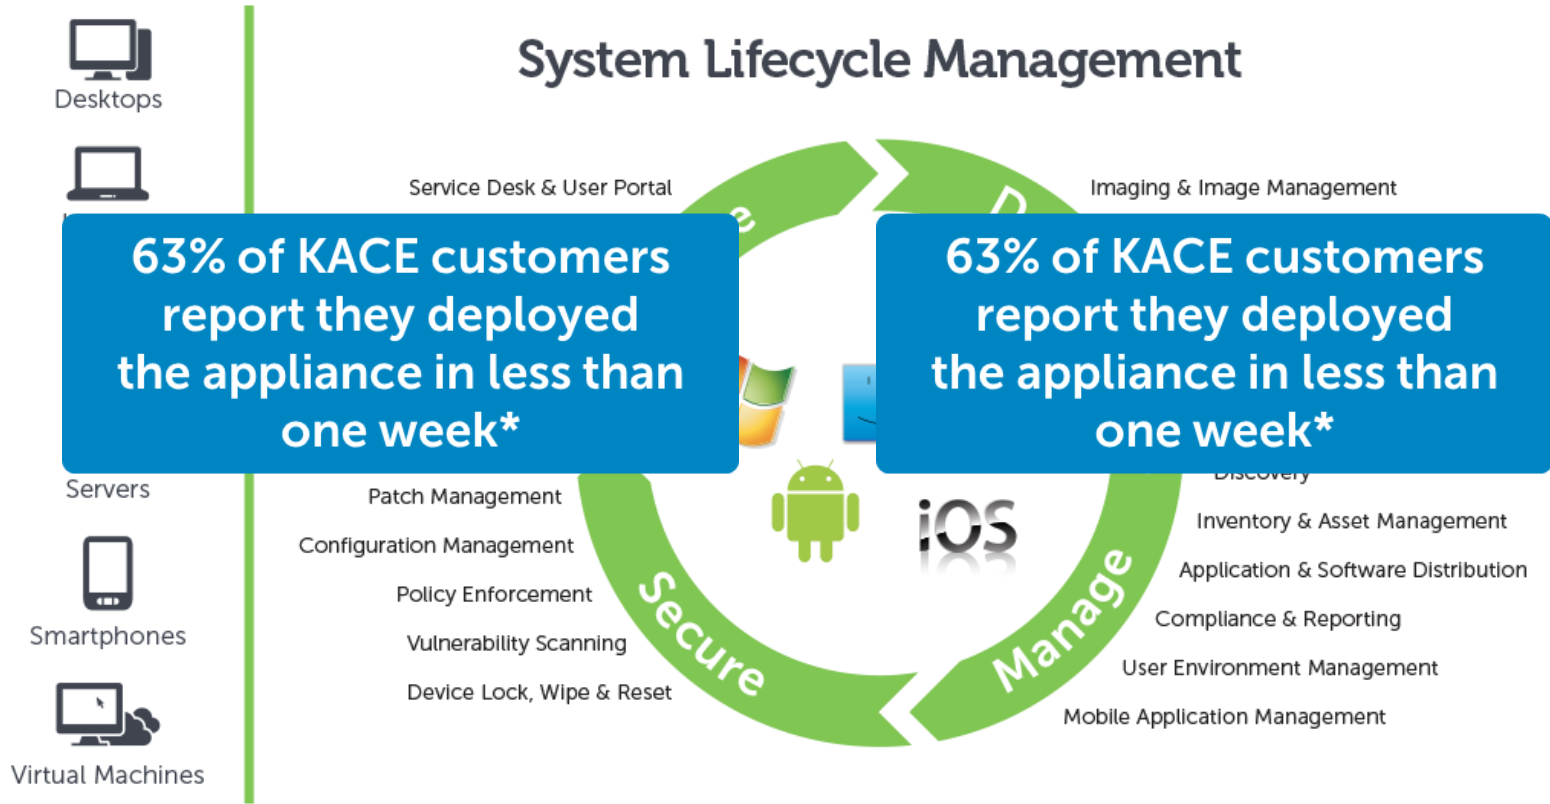 System Lifecycle Management
Desktops
Servers
Smartphones
Virtual Machines
Service Desk & User Portal
Imaging & Image Management
63% of KACE customers
report they deployed
the appliance in less than
one week*
63% of KACE customers
report they deployed
the appliance in less than
one week*
Patch Management
Configuration Management
Policy Enforcement
Vulnerability Scanning
Device Lock, Wipe & Reset
Secure
iOS
Manage
Discovery
Inventory & Asset Management
Application & Software Distribution
Compliance & Reporting
User Environment Management
Mobile Application Management